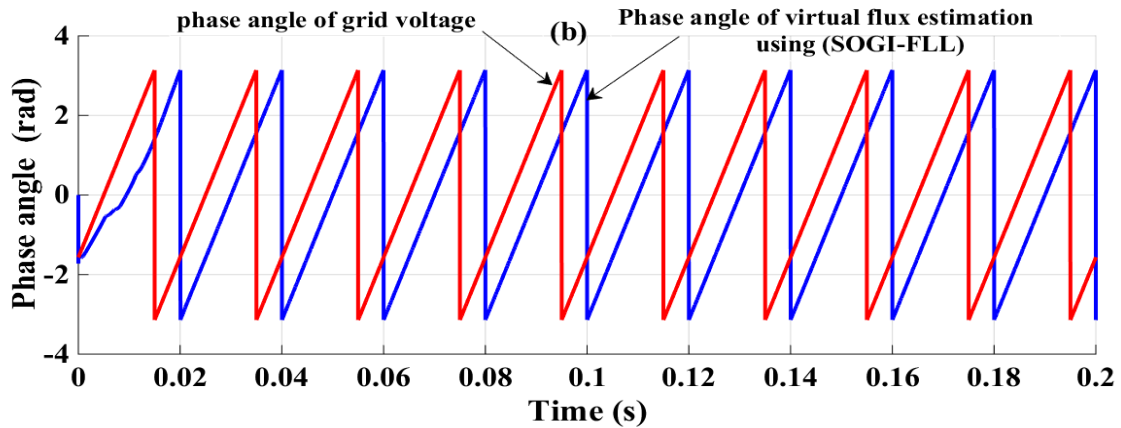 phase angle of grid voltage
(b)
Phase angle of virtual flux estimation
using (SOGI-FLL)
Phase angle (rad)
4
2
0
-2
-4
0 0.02 0.04 0.06 0.08 0.1 0.12 0.14 0.16 0.18 0.2
Time (s)